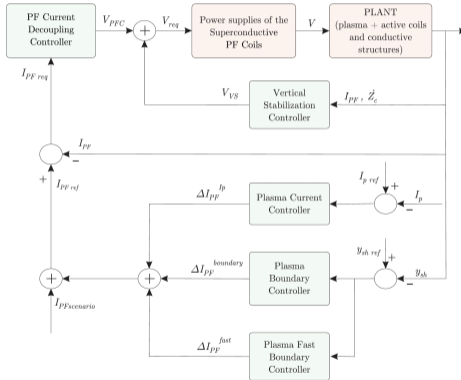 PF Current
Decoupling
Controller
V_PFC
+
V_req
Power supplies of the
Superconductive
PF Coils
V
PLANT
(plasma + active coils
and conductive
structures)
I_PF req
V_VS
Vertical
Stabilization
Controller
I_PF , Ż_c
I_PF
−
+
I_PF ref
ΔI_PF^Ip
Plasma Current
Controller
I_p ref
+
I_p
−
y_sh ref
+
y_sh
−
+
+
ΔI_PF^boundary
Plasma
Boundary
Controller
I_PFscenario
ΔI_PF^fast
Plasma Fast
Boundary
Controller